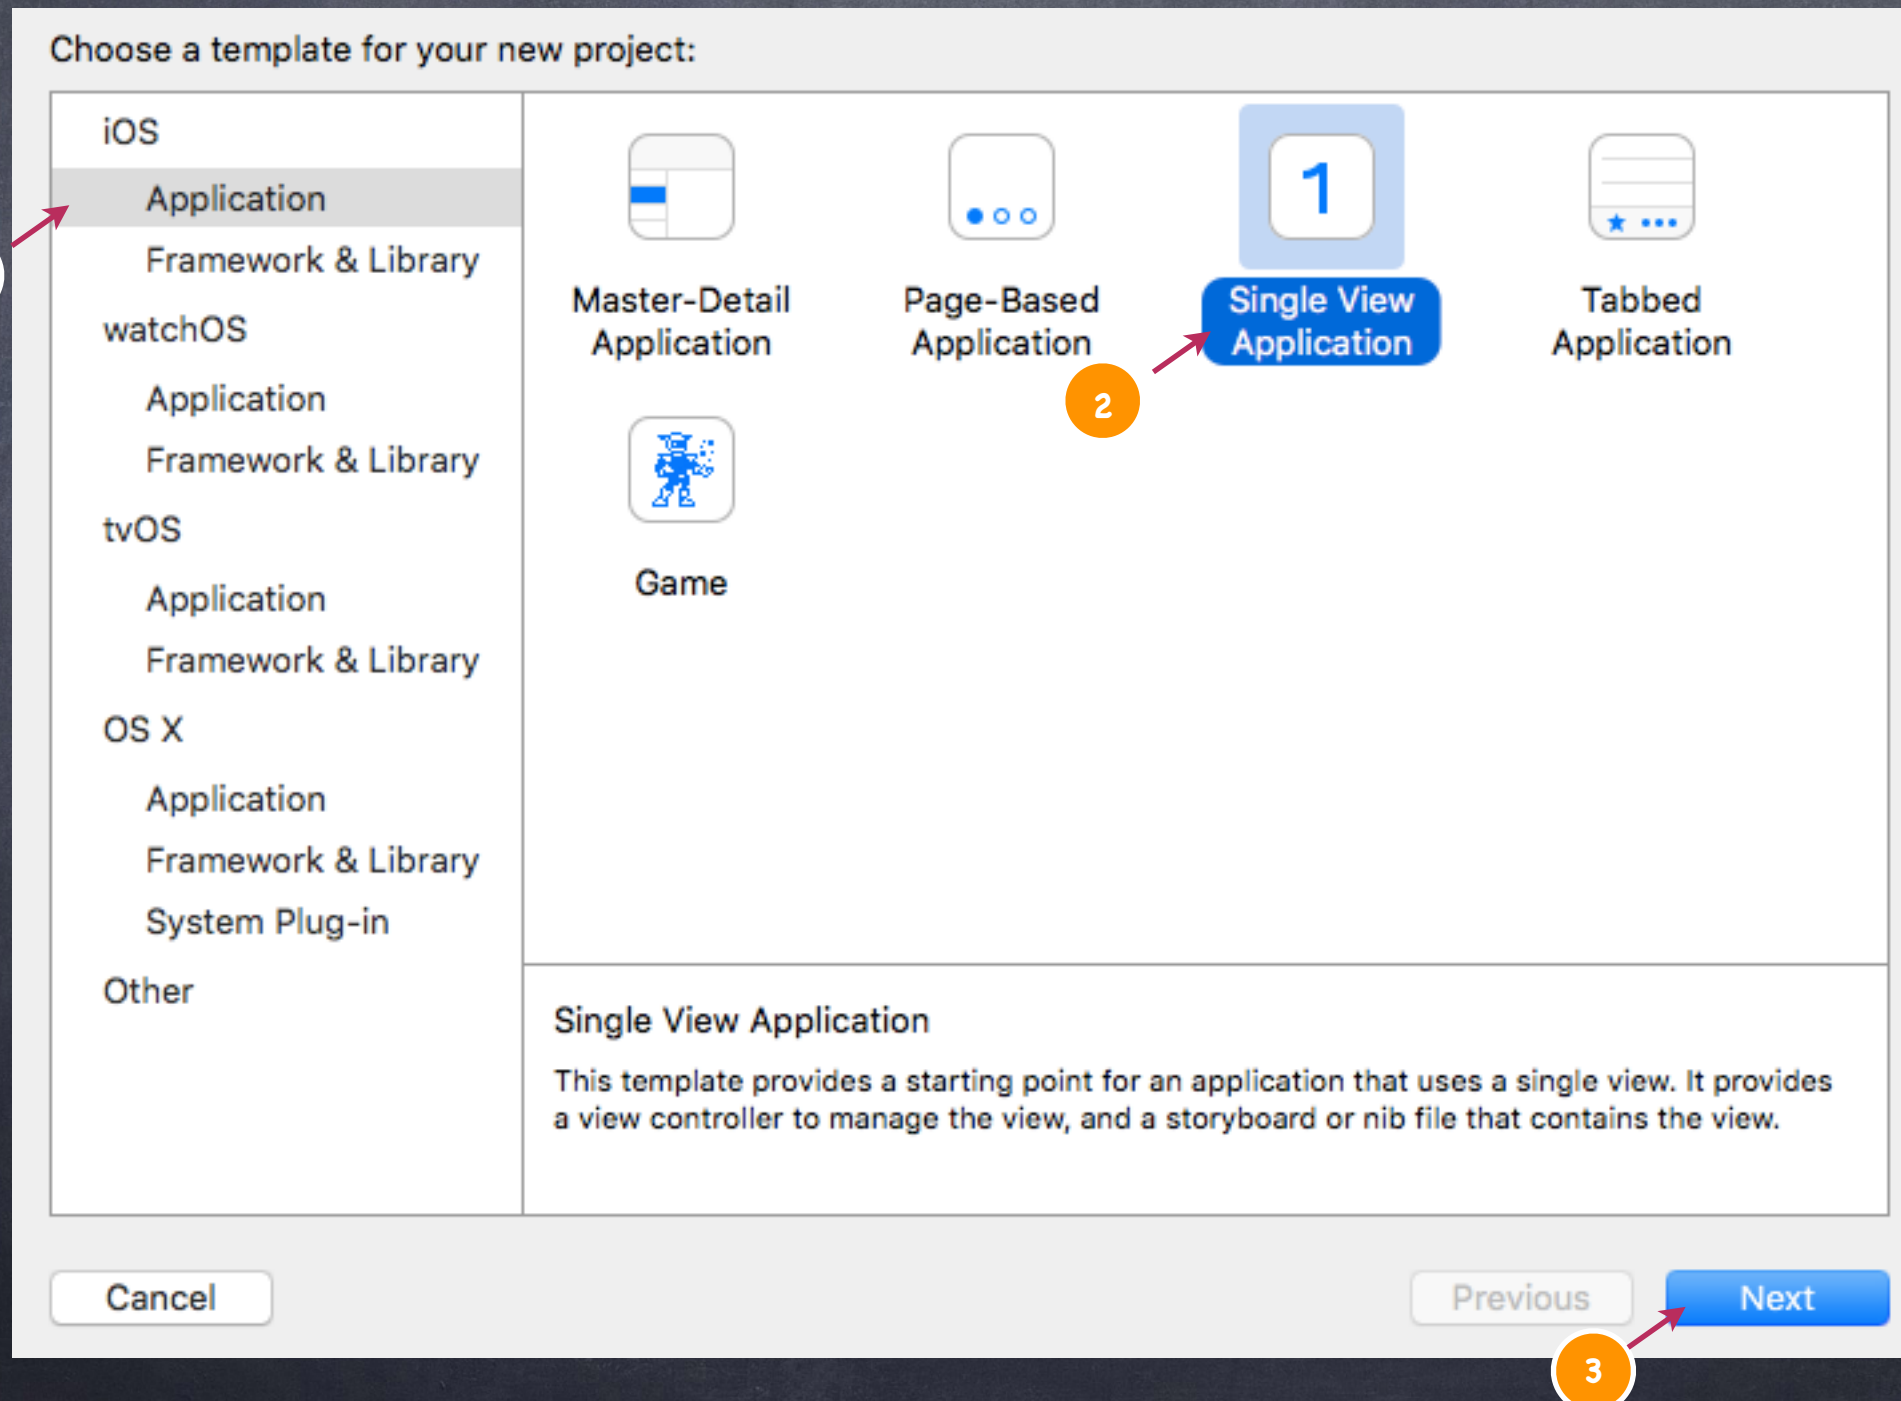 Choose a template for your new project:
iOS
Application
Framework & Library
watchOS
Application
Framework & Library
tvOS
Application
Framework & Library
OS X
Application
Framework & Library
System Plug-in
Other
Master-Detail
Application
Page-Based
Application
1
Single View
Application
Tabbed
Application
2
Game
Single View Application
This template provides a starting point for an application that uses a single view. It provides
a view controller to manage the view, and a storyboard or nib file that contains the view.
Cancel
Previous
Next
3